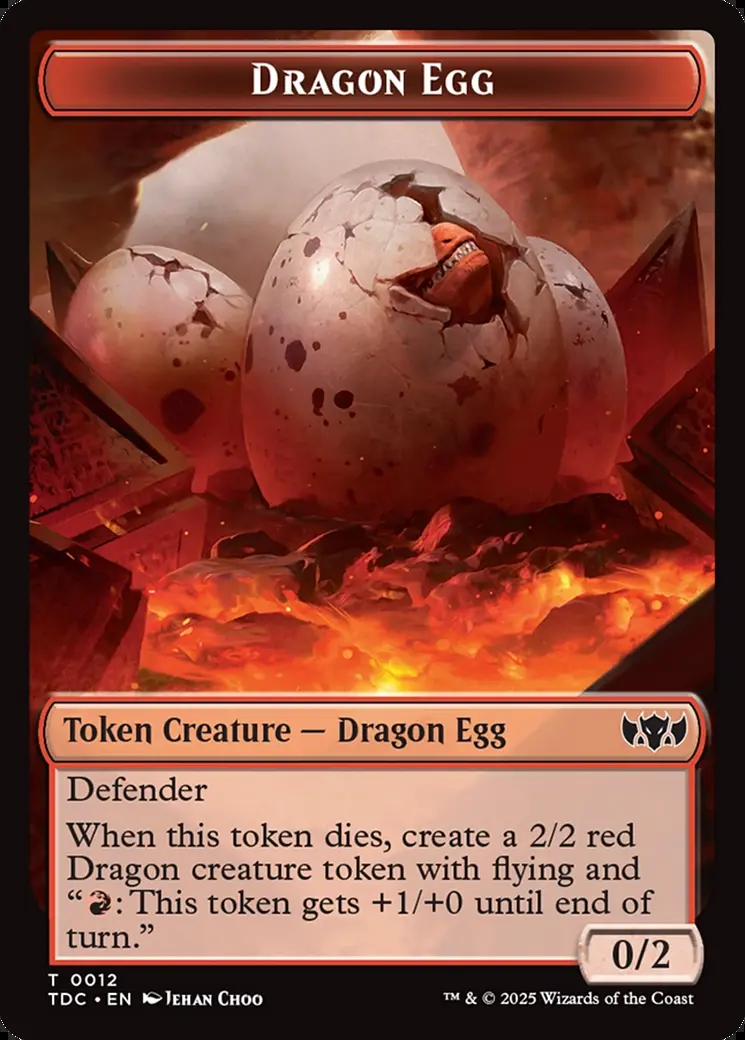 Dragon Egg
Token Creature — Dragon Egg
Defender
When this token dies, create a 2/2 red
Dragon creature token with flying and
“: This token gets +1/+0 until end of
turn.”
0/2
T 0012
TDC • EN Jehan Choo
™ & © 2025 Wizards of the Coast